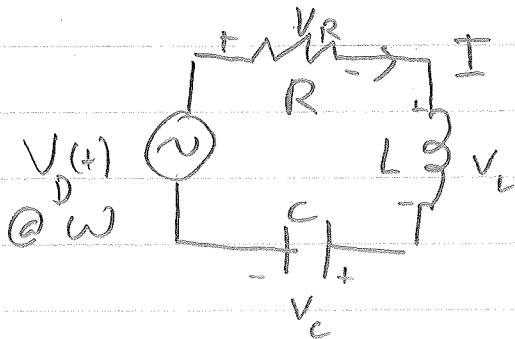 V_R
+ - I
R
+
V_D(t) L V_L
@ ω -
C
- +
V_C